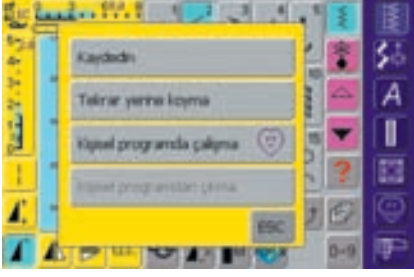 Kaydedin
Tekrar yerine koyma
Kişisel programda çalışma
Kişisel programdan çıkma
ESC
A
?
0-9